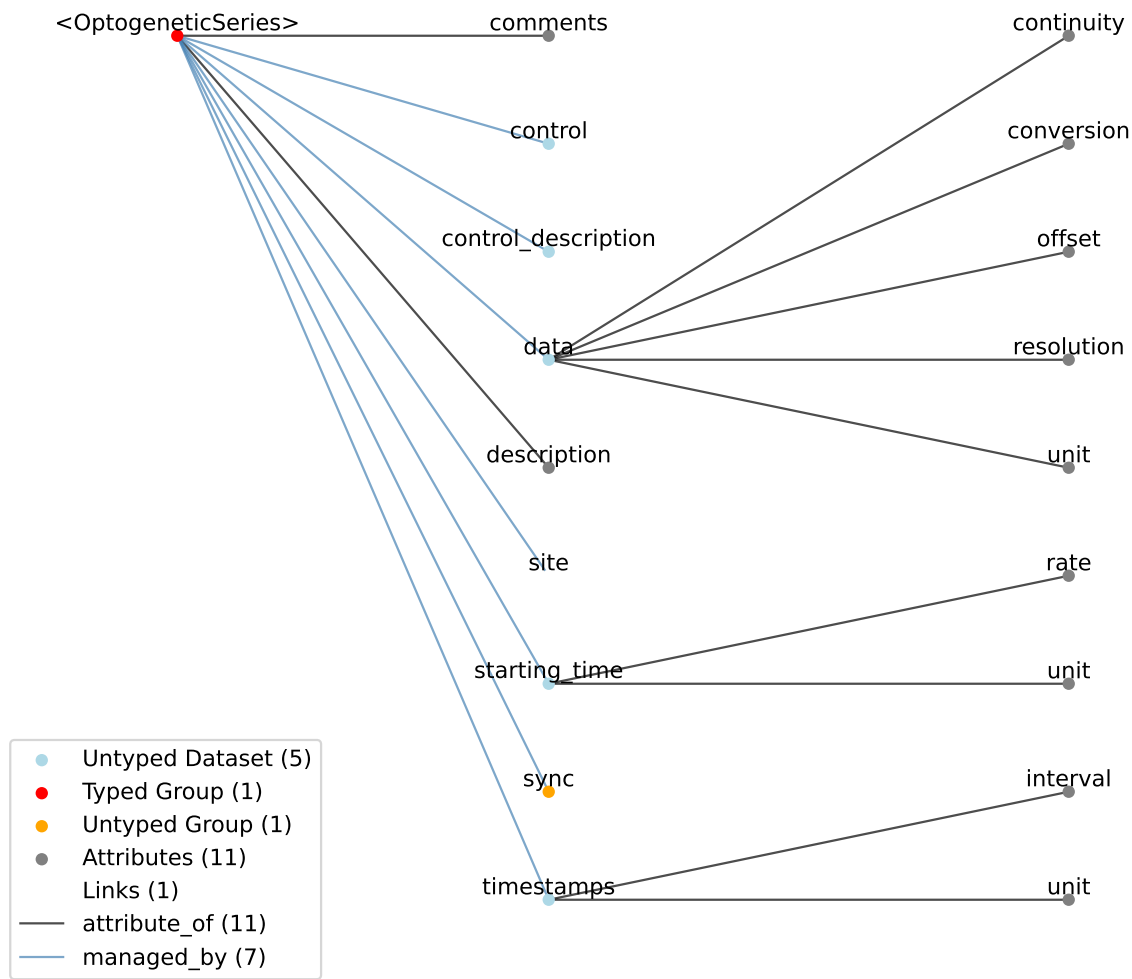 <OptogeneticSeries>
comments
continuity
control
conversion
control_description
offset
data
resolution
description
unit
site
rate
starting_time
unit
sync
interval
timestamps
unit
Untyped Dataset (5)
Typed Group (1)
Untyped Group (1)
Attributes (11)
Links (1)
attribute_of (11)
managed_by (7)